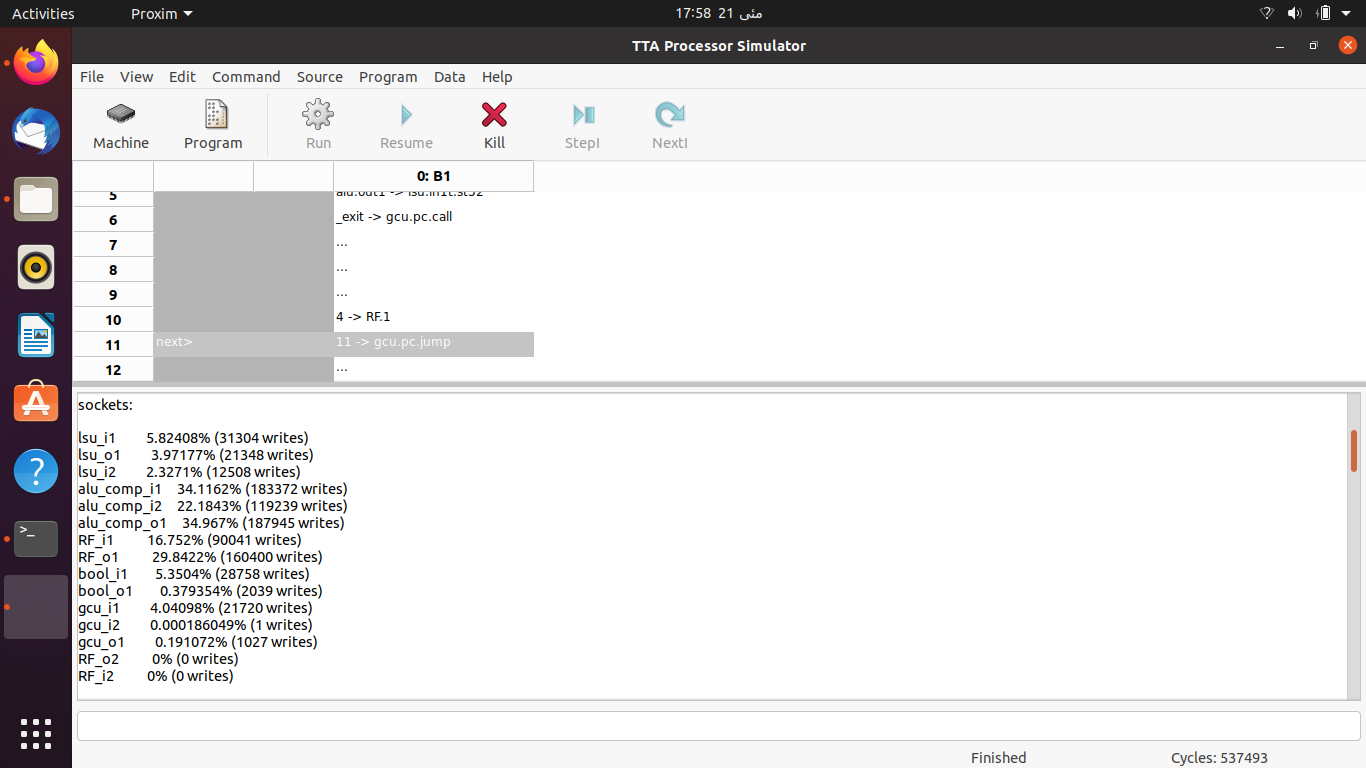 Activities Proxim 17:58 21 مئی
TTA Processor Simulator
File View Edit Command Source Program Data Help
Machine Program Run Resume Kill StepI NextI
0: B1
5 alu.out1 -> lsu.in1t.st32
6 _exit -> gcu.pc.call
7 ...
8 ...
9 ...
10 4 -> RF.1
11 next> 11 -> gcu.pc.jump
12 ...
sockets:
lsu_i1 5.82408% (31304 writes)
lsu_o1 3.97177% (21348 writes)
lsu_i2 2.3271% (12508 writes)
alu_comp_i1 34.1162% (183372 writes)
alu_comp_i2 22.1843% (119239 writes)
alu_comp_o1 34.967% (187945 writes)
RF_i1 16.752% (90041 writes)
RF_o1 29.8422% (160400 writes)
bool_i1 5.3504% (28758 writes)
bool_o1 0.379354% (2039 writes)
gcu_i1 4.04098% (21720 writes)
gcu_i2 0.000186049% (1 writes)
gcu_o1 0.191072% (1027 writes)
RF_o2 0% (0 writes)
RF_i2 0% (0 writes)
Finished Cycles: 537493